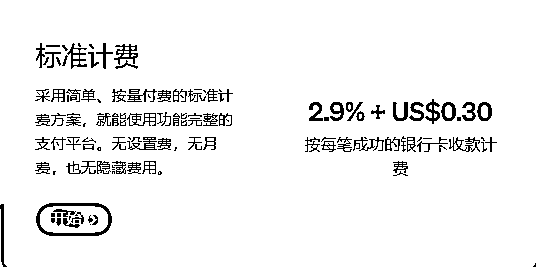 标准计费
采用简单、按量付费的标准计
费方案，就能使用功能完整的
支付平台。无设置费，无月
费，也无隐藏费用。
开始
2.9% + US$0.30
按每笔成功的银行卡收款计
费